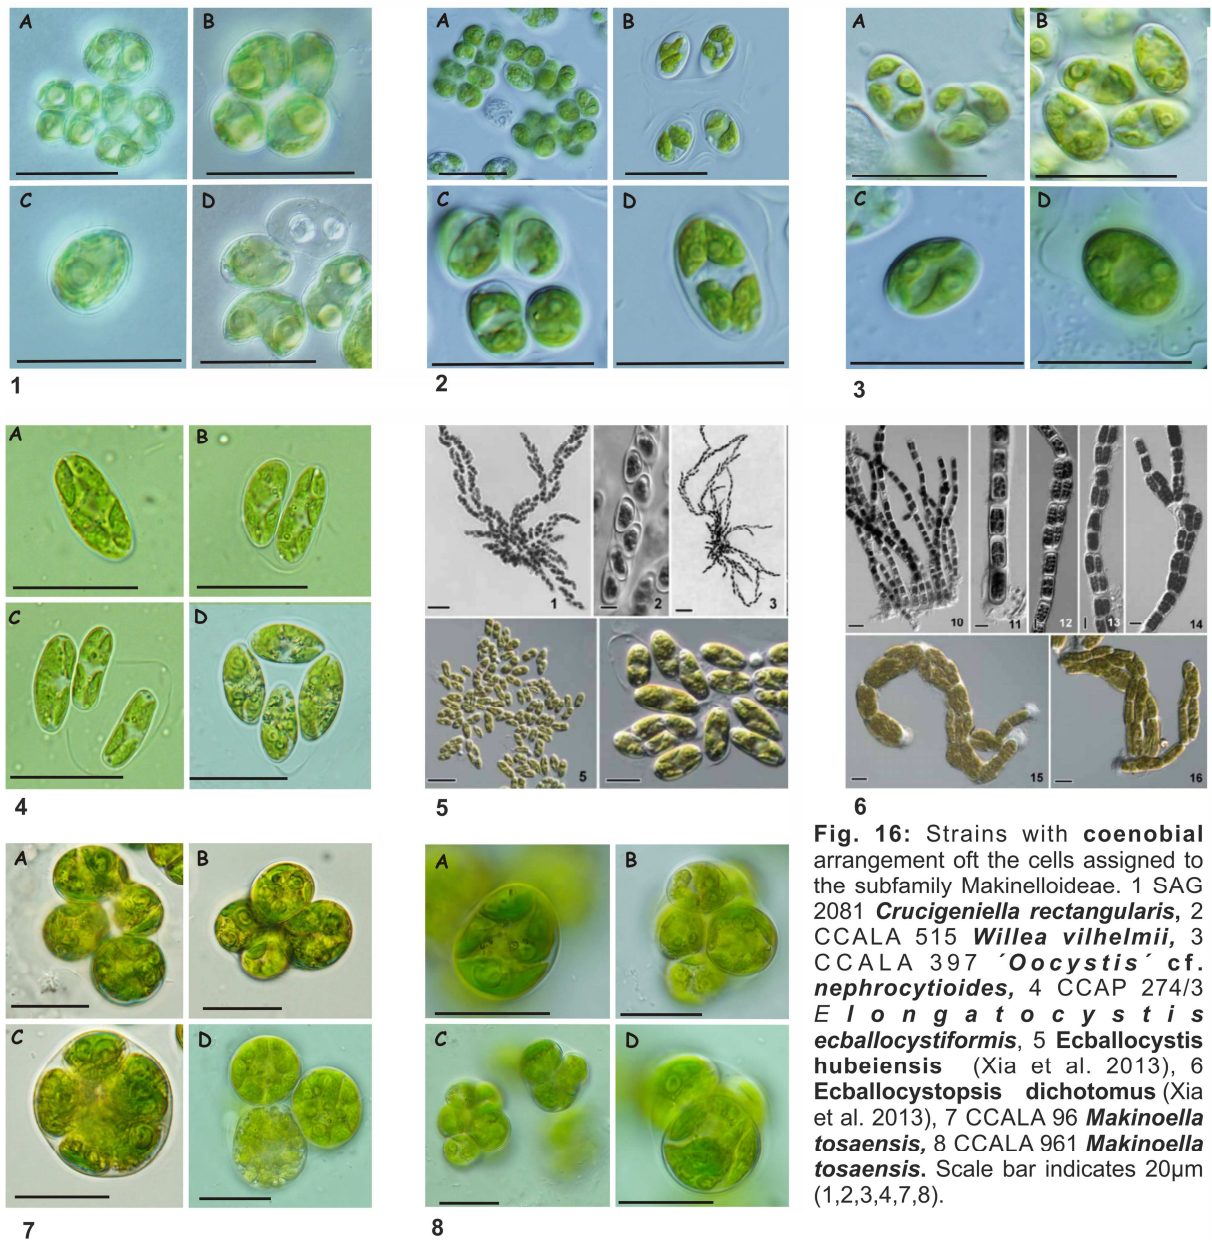 A
B
C
D
1
A
B
C
D
2
A
B
C
D
3
A
B
C
D
4
1
2
3
5
5
10
11
12
13
14
15
16
6
Fig. 16: Strains with coenobial
arrangement oft the cells assigned to
the subfamily Makinelloideae. 1 SAG
2081 Crucigeniella rectangularis, 2
CCALA 515 Willea vilhelmii, 3
CCALA 397 ´Oocystis´ cf.
nephrocytioides, 4 CCAP 274/3
Elongatocystis
ecballocystiformis, 5 Ecballocystis
hubeiensis (Xia et al. 2013), 6
Ecballocystopsis dichotomus (Xia
et al. 2013), 7 CCALA 96 Makinoella
tosaensis, 8 CCALA 961 Makinoella
tosaensis. Scale bar indicates 20µm
(1,2,3,4,7,8).
A
B
C
D
7
A
B
C
D
8